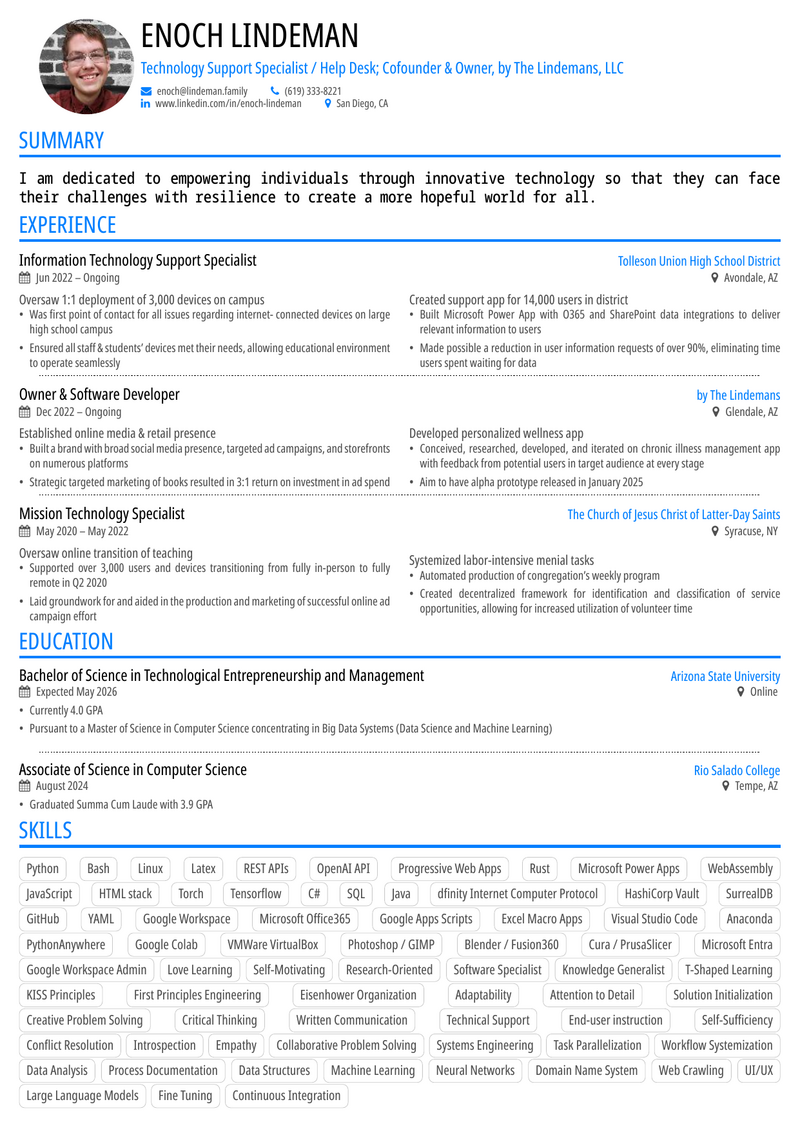 ENOCH LINDEMAN
Technology Support Specialist / Help Desk; Cofounder & Owner, by The Lindemans, LLC
enoch@lindeman.family (619) 333-8221
www.linkedin.com/in/enoch-lindeman San Diego, CA
SUMMARY
I am dedicated to empowering individuals through innovative technology so that they can face
their challenges with resilience to create a more hopeful world for all.
EXPERIENCE
Information Technology Support Specialist Tolleson Union High School District
Jun 2022 – Ongoing Avondale, AZ
Oversaw 1:1 deployment of 3,000 devices on campus
• Was first point of contact for all issues regarding internet- connected devices on large
high school campus
• Ensured all staff & students' devices met their needs, allowing educational environment
to operate seamlessly
Created support app for 14,000 users in district
• Built Microsoft Power App with O365 and SharePoint data integrations to deliver
relevant information to users
• Made possible a reduction in user information requests of over 90%, eliminating time
users spent waiting for data
Owner & Software Developer by The Lindemans
Dec 2022 – Ongoing Glendale, AZ
Established online media & retail presence
• Built a brand with broad social media presence, targeted ad campaigns, and storefronts
on numerous platforms
• Strategic targeted marketing of books resulted in 3:1 return on investment in ad spend
Developed personalized wellness app
• Conceived, researched, developed, and iterated on chronic illness management app
with feedback from potential users in target audience at every stage
• Aim to have alpha prototype released in January 2025
Mission Technology Specialist The Church of Jesus Christ of Latter-Day Saints
May 2020 – May 2022 Syracuse, NY
Oversaw online transition of teaching
• Supported over 3,000 users and devices transitioning from fully in-person to fully
remote in Q2 2020
• Laid groundwork for and aided in the production and marketing of successful online ad
campaign effort
Systemized labor-intensive menial tasks
• Automated production of congregation's weekly program
• Created decentralized framework for identification and classification of service
opportunities, allowing for increased utilization of volunteer time
EDUCATION
Bachelor of Science in Technological Entrepreneurship and Management Arizona State University
Expected May 2026 Online
• Currently 4.0 GPA
• Pursuant to a Master of Science in Computer Science concentrating in Big Data Systems (Data Science and Machine Learning)
Associate of Science in Computer Science Rio Salado College
August 2024 Tempe, AZ
• Graduated Summa Cum Laude with 3.9 GPA
SKILLS
Python Bash Linux Latex REST APIs OpenAI API Progressive Web Apps Rust Microsoft Power Apps WebAssembly
JavaScript HTML stack Torch Tensorflow C# SQL Java dfinity Internet Computer Protocol HashiCorp Vault SurrealDB
GitHub YAML Google Workspace Microsoft Office365 Google Apps Scripts Excel Macro Apps Visual Studio Code Anaconda
PythonAnywhere Google Colab VMWare VirtualBox Photoshop / GIMP Blender / Fusion360 Cura / PrusaSlicer Microsoft Entra
Google Workspace Admin Love Learning Self-Motivating Research-Oriented Software Specialist Knowledge Generalist T-Shaped Learning
KISS Principles First Principles Engineering Eisenhower Organization Adaptability Attention to Detail Solution Initialization
Creative Problem Solving Critical Thinking Written Communication Technical Support End-user instruction Self-Sufficiency
Conflict Resolution Introspection Empathy Collaborative Problem Solving Systems Engineering Task Parallelization Workflow Systemization
Data Analysis Process Documentation Data Structures Machine Learning Neural Networks Domain Name System Web Crawling UI/UX
Large Language Models Fine Tuning Continuous Integration